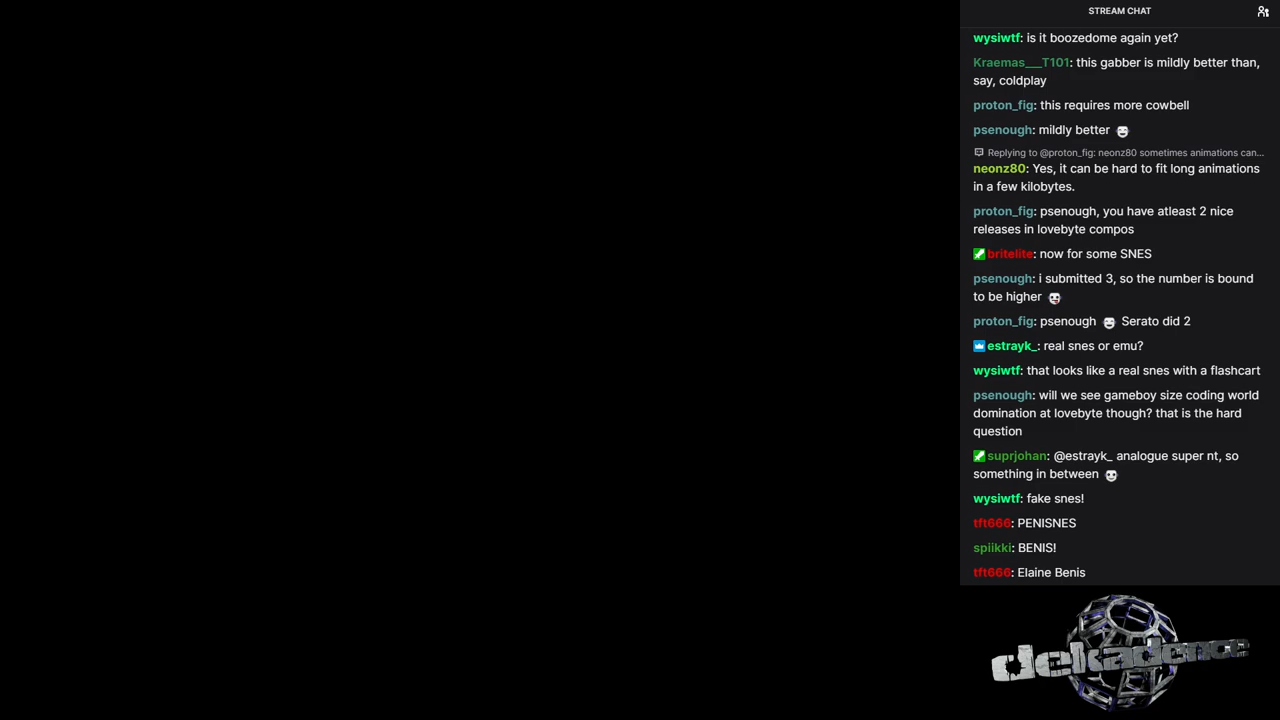 STREAM CHAT
wysiwtf: is it boozedome again yet?
Kraemas___T101: this gabber is mildly better than,
say, coldplay
proton_fig: this requires more cowbell
psenough: mildly better
Replying to @proton_fig: neonz80 sometimes animations can...
neonz80: Yes, it can be hard to fit long animations
in a few kilobytes.
proton_fig: psenough, you have atleast 2 nice
releases in lovebyte compos
britelite: now for some SNES
psenough: i submitted 3, so the number is bound
to be higher
proton_fig: psenough Serato did 2
estrayk_: real snes or emu?
wysiwtf: that looks like a real snes with a flashcart
psenough: will we see gameboy size coding world
domination at lovebyte though? that is the hard
question
suprjohan: @estrayk_ analogue super nt, so
something in between
wysiwtf: fake snes!
tft666: PENISNES
spiikki: BENIS!
tft666: Elaine Benis
dekadence